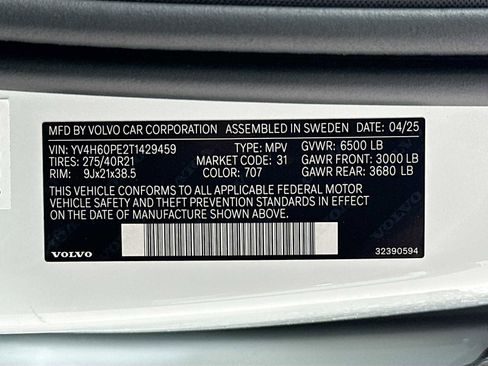 MFD BY VOLVO CAR CORPORATION ASSEMBLED IN SWEDEN DATE: 04/25
VIN: YV4H60PE2T1429459 TYPE: MPV GVWR: 6500 LB
TIRES: 275/40R21 MARKET CODE: 31 GAWR FRONT: 3000 LB
RIM: 9Jx21x38.5 COLOR: 707 GAWR REAR: 3680 LB
THIS VEHICLE CONFORMS TO ALL APPLICABLE FEDERAL MOTOR
VEHICLE SAFETY AND THEFT PREVENTION STANDARDS IN EFFECT
ON THE DATE OF MANUFACTURE SHOWN ABOVE.
VOLVO 32390594